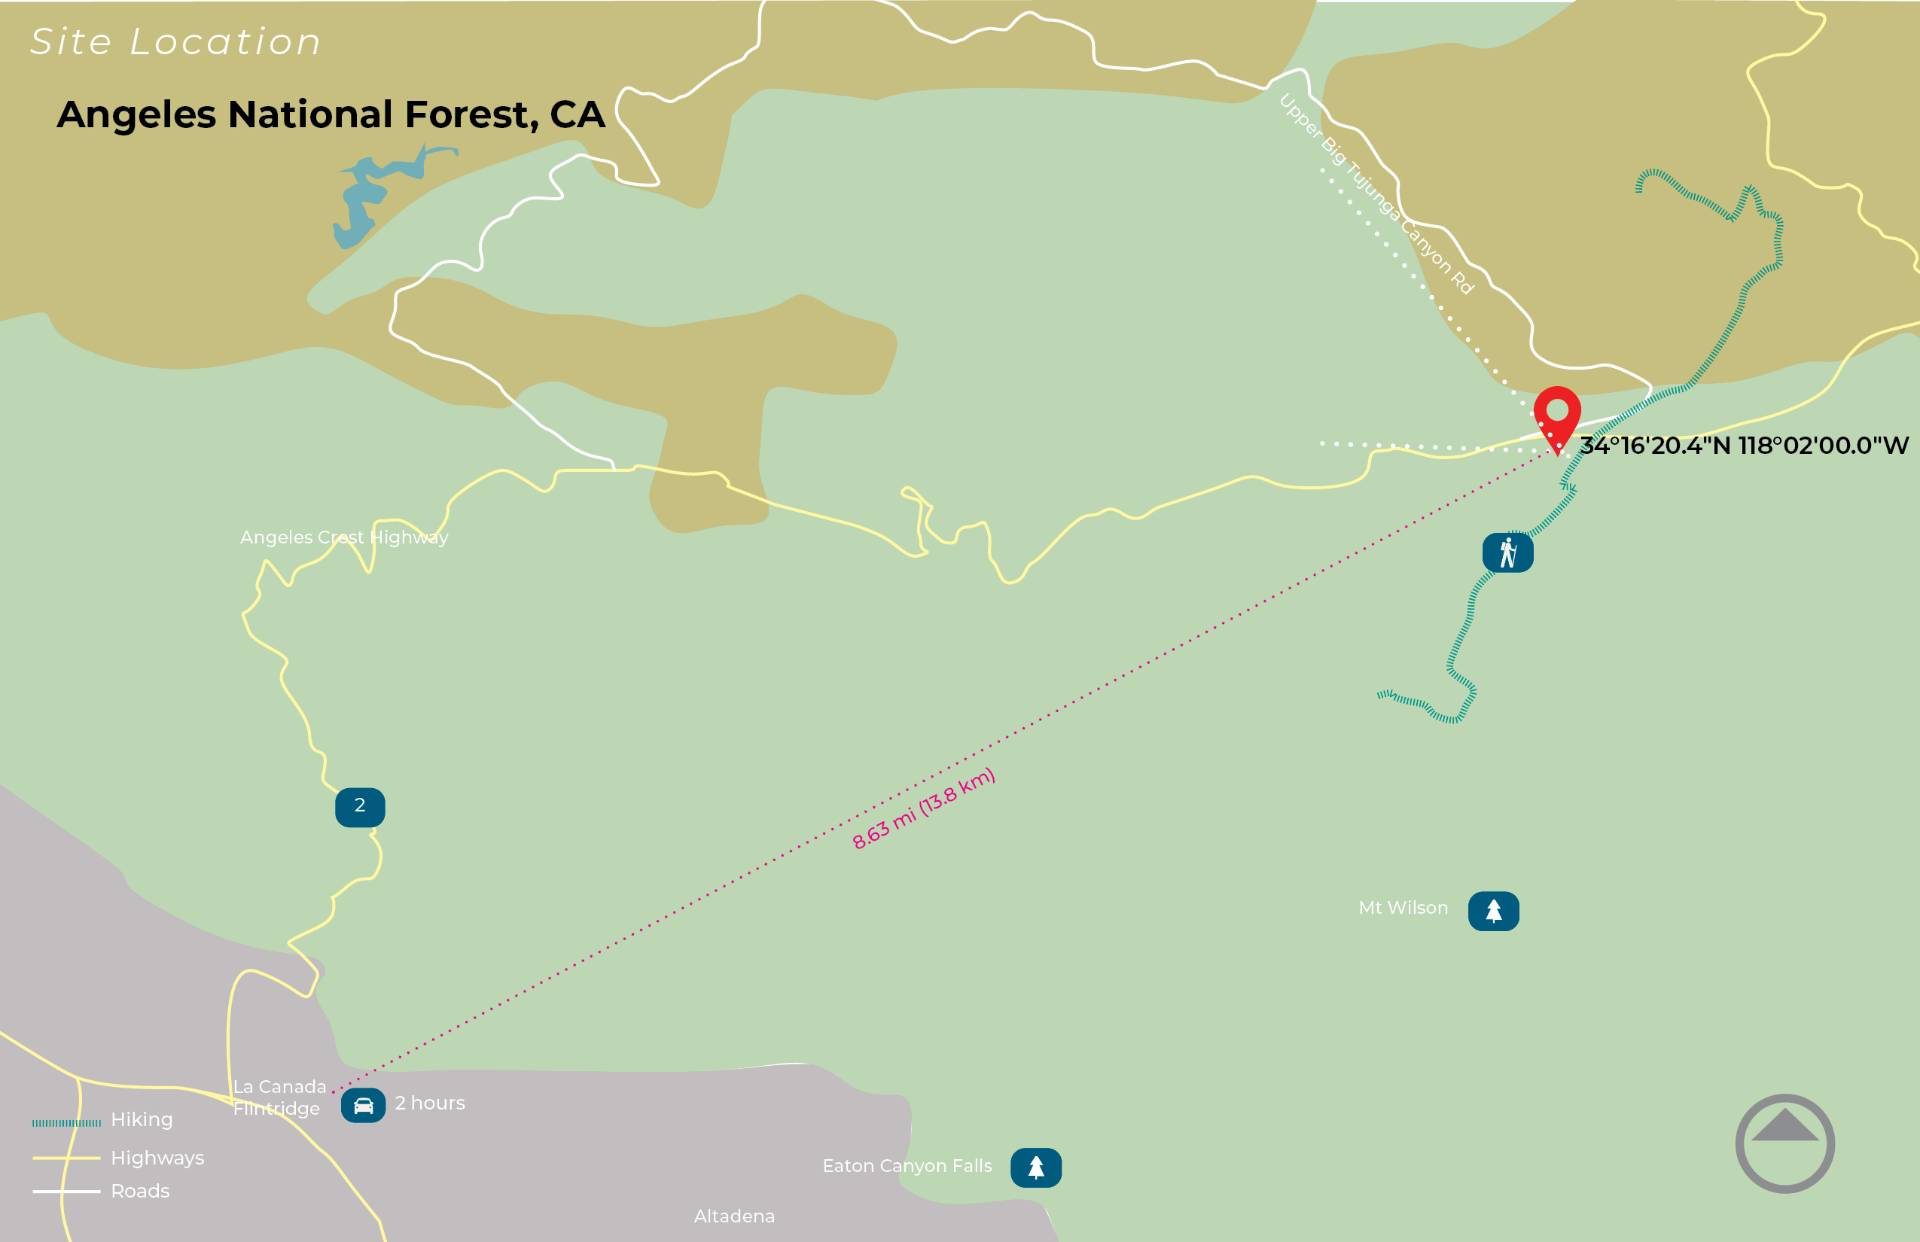 Site Location
Angeles National Forest, CA
Upper Big Tujunga Canyon Rd
34°16'20.4"N 118°02'00.0"W
Angeles Crest Highway
2
8.63 mi (13.8 km)
Mt Wilson
La Canada
Flintridge
2 hours
Hiking
Highways
Roads
Eaton Canyon Falls
Altadena